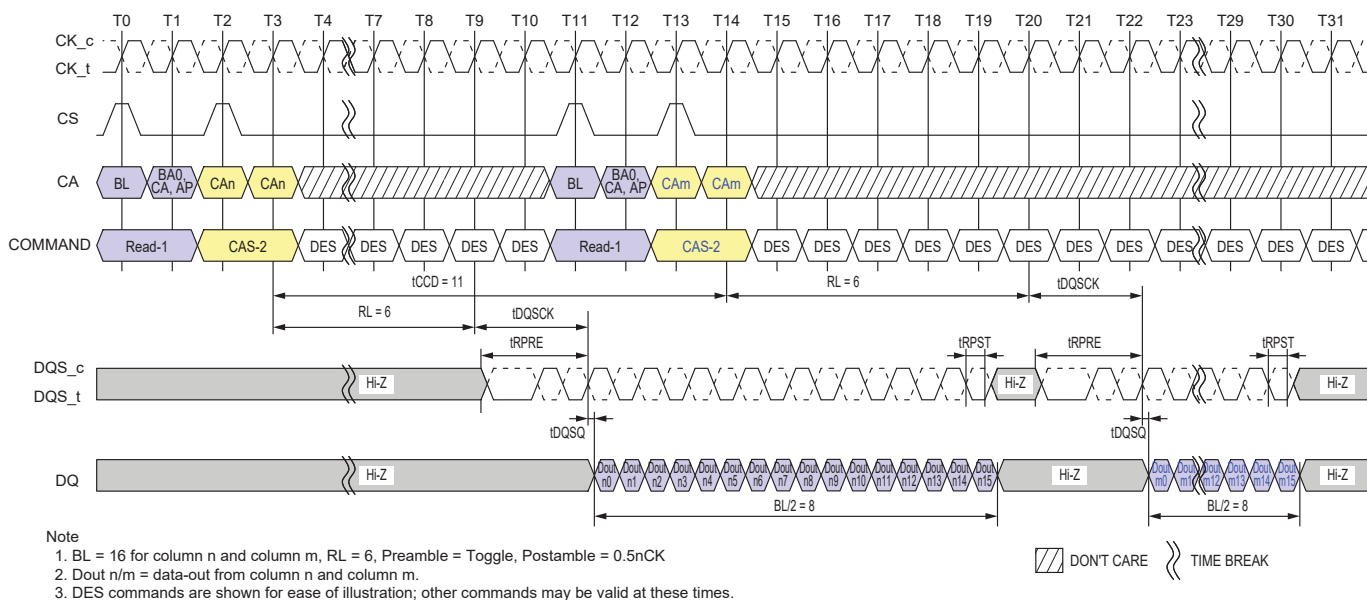 T0 T1 T2 T3 T4 T7 T8 T9 T10 T11 T12 T13 T14 T15 T16 T17 T18 T19 T20 T21 T22 T23 T29 T30 T31
CK_c
CK_t
CS
CA BL BA0, CA, AP CAn CAn BL BA0, CA, AP CAm CAm
COMMAND Read-1 CAS-2 DES DES DES DES DES Read-1 CAS-2 DES DES DES DES DES DES DES DES DES DES DES DES
tCCD = 11 RL = 6 tDQSCK
RL = 6 tDQSCK
tRPRE tRPST tRPRE tRPST
DQS_c
DQS_t
Hi-Z Hi-Z Hi-Z
tDQSQ tDQSQ
DQ Hi-Z Dout n0 Dout n1 Dout n2 Dout n3 Dout n4 Dout n5 Dout n6 Dout n7 Dout n8 Dout n9 Dout n10 Dout n11 Dout n12 Dout n13 Dout n14 Dout n15 Hi-Z Dout m0 Dout m1 Dout m12 Dout m13 Dout m14 Dout m15 Hi-Z
BL/2 = 8 BL/2 = 8
Note
1. BL = 16 for column n and column m, RL = 6, Preamble = Toggle, Postamble = 0.5nCK
2. Dout n/m = data-out from column n and column m.
3. DES commands are shown for ease of illustration; other commands may be valid at these times.
DON'T CARE TIME BREAK